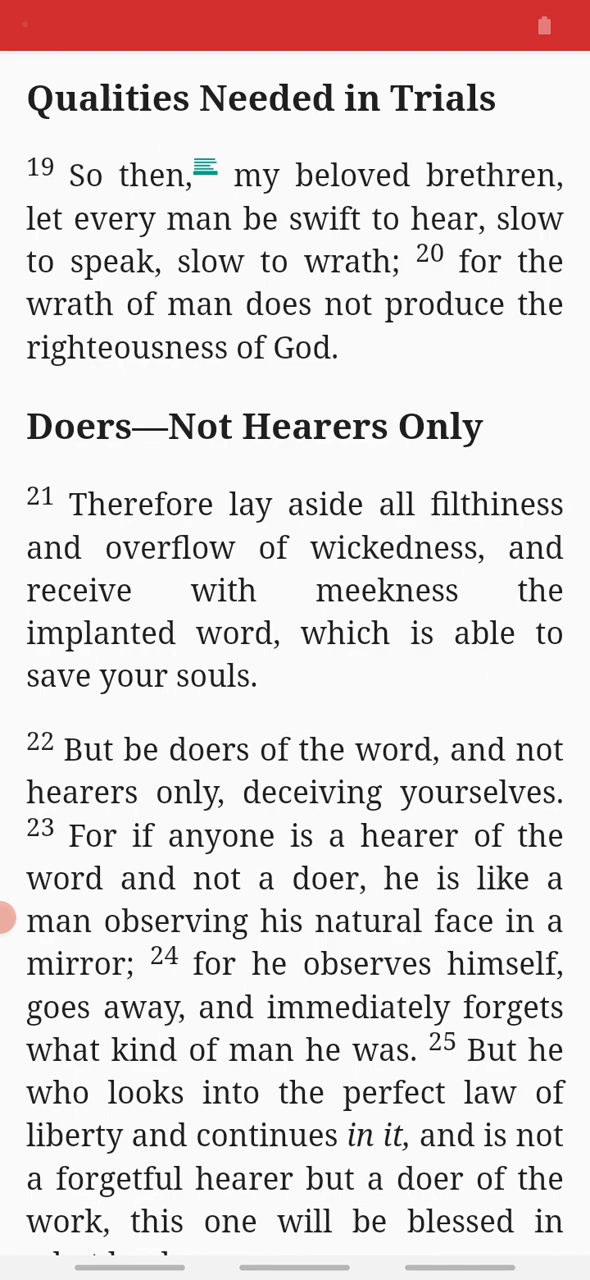 Qualities Needed in Trials
19 So then, my beloved brethren,
let every man be swift to hear, slow
to speak, slow to wrath; 20 for the
wrath of man does not produce the
righteousness of God.
Doers—Not Hearers Only
21 Therefore lay aside all filthiness
and overflow of wickedness, and
receive with meekness the
implanted word, which is able to
save your souls.
22 But be doers of the word, and not
hearers only, deceiving yourselves.
23 For if anyone is a hearer of the
word and not a doer, he is like a
man observing his natural face in a
mirror; 24 for he observes himself,
goes away, and immediately forgets
what kind of man he was. 25 But he
who looks into the perfect law of
liberty and continues in it, and is not
a forgetful hearer but a doer of the
work, this one will be blessed in